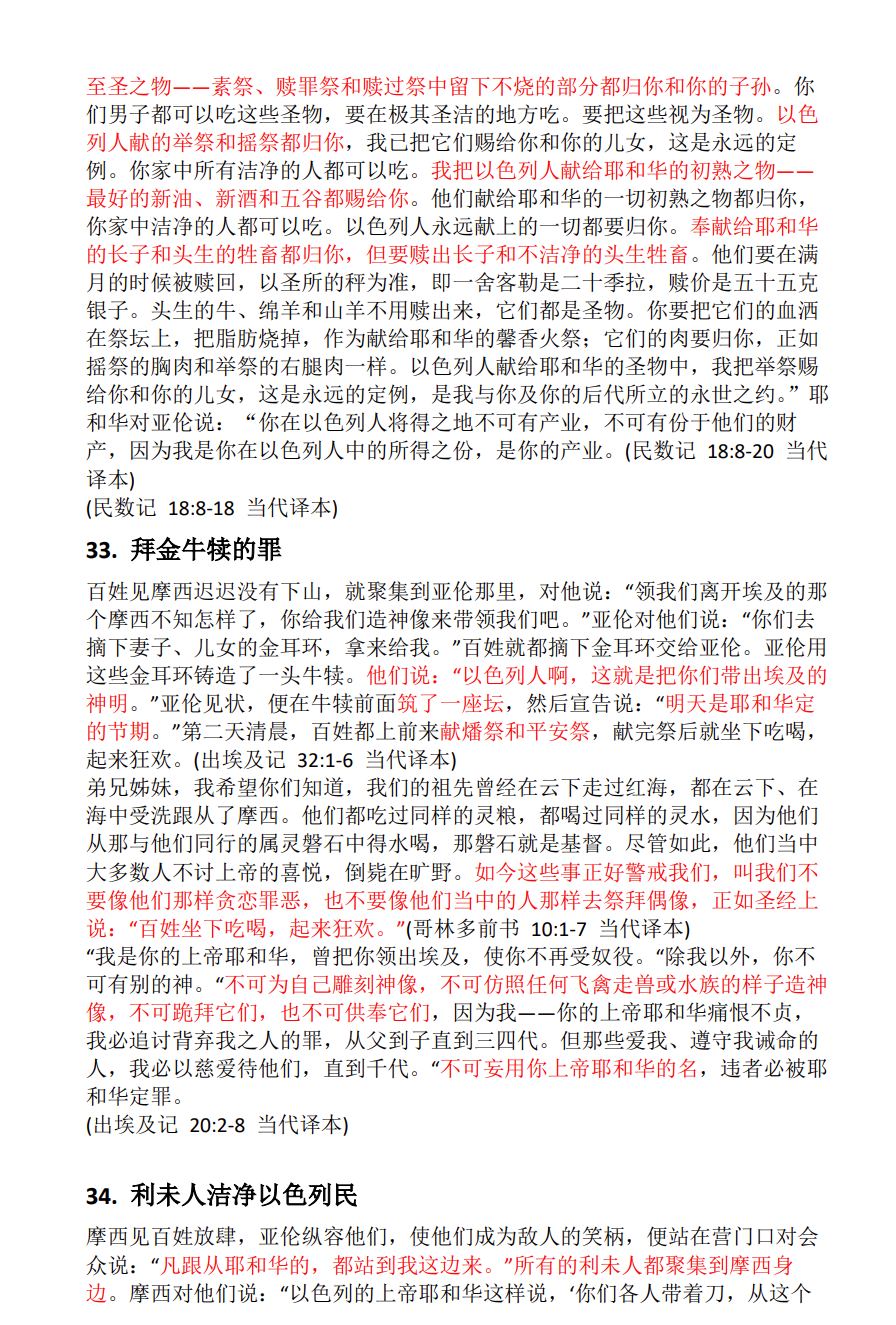 至圣之物——素祭、赎罪祭和赎过祭中留下不烧的部分都归你和你的子孙。你
们男子都可以吃这些圣物，要在极其圣洁的地方吃。要把这些视为圣物。以色
列人献的举祭和摇祭都归你，我已把它们赐给你和你的儿女，这是永远的定
例。你家中所有洁净的人都可以吃。我把以色列人献给耶和华的初熟之物——
最好的新油、新酒和五谷都赐给你。他们献给耶和华的一切初熟之物都归你，
你家中洁净的人都可以吃。以色列人永远献上的一切都要归你。奉献给耶和华
的长子和头生的牲畜都归你，但要赎出长子和不洁净的头生牲畜。他们要在满
月的时候被赎回，以圣所的秤为准，即一舍客勒是二十季拉，赎价是五十五克
银子。头生的牛、绵羊和山羊不用赎出来，它们都是圣物。你要把它们的血洒
在祭坛上，把脂肪烧掉，作为献给耶和华的馨香火祭；它们的肉要归你，正如
摇祭的胸肉和举祭的右腿肉一样。以色列人献给耶和华的圣物中，我把举祭赐
给你和你的儿女，这是永远的定例，是我与你及你的后代所立的永世之约。”耶
和华对亚伦说：“你在以色列人将得之地不可有产业，不可有份于他们的财
产，因为我是你在以色列人中的所得之份，是你的产业。(民数记 18:8-20 当代
译本)
(民数记 18:8-18 当代译本)
33. 拜金牛犊的罪
百姓见摩西迟迟没有下山，就聚集到亚伦那里，对他说：“领我们离开埃及的那
个摩西不知怎样了，你给我们造神像来带领我们吧。”亚伦对他们说：“你们去
摘下妻子、儿女的金耳环，拿来给我。”百姓就都摘下金耳环交给亚伦。亚伦用
这些金耳环铸造了一头牛犊。他们说：“以色列人啊，这就是把你们带出埃及的
神明。”亚伦见状，便在牛犊前面筑了一座坛，然后宣告说：“明天是耶和华定
的节期。”第二天清晨，百姓都上前来献燔祭和平安祭，献完祭后就坐下吃喝，
起来狂欢。(出埃及记 32:1-6 当代译本)
弟兄姊妹，我希望你们知道，我们的祖先曾经在云下走过红海，都在云下、在
海中受洗跟从了摩西。他们都吃过同样的灵粮，都喝过同样的灵水，因为他们
从那与他们同行的属灵磐石中得水喝，那磐石就是基督。尽管如此，他们当中
大多数人不讨上帝的喜悦，倒毙在旷野。如今这些事正好警戒我们，叫我们不
要像他们那样贪恋罪恶，也不要像他们当中的人那样去祭拜偶像，正如圣经上
说：“百姓坐下吃喝，起来狂欢。”(哥林多前书 10:1-7 当代译本)
“我是你的上帝耶和华，曾把你领出埃及，使你不再受奴役。“除我以外，你不
可有别的神。“不可为自己雕刻神像，不可仿照任何飞禽走兽或水族的样子造神
像，不可跪拜它们，也不可供奉它们，因为我——你的上帝耶和华痛恨不贞，
我必追讨背弃我之人的罪，从父到子直到三四代。但那些爱我、遵守我诫命的
人，我必以慈爱待他们，直到千代。“不可妄用你上帝耶和华的名，违者必被耶
和华定罪。
(出埃及记 20:2-8 当代译本)
34. 利未人洁净以色列民
摩西见百姓放肆，亚伦纵容他们，使他们成为敌人的笑柄，便站在营门口对会
众说：“凡跟从耶和华的，都站到我这边来。”所有的利未人都聚集到摩西身
边。摩西对他们说：“以色列的上帝耶和华这样说，‘你们各人带着刀，从这个